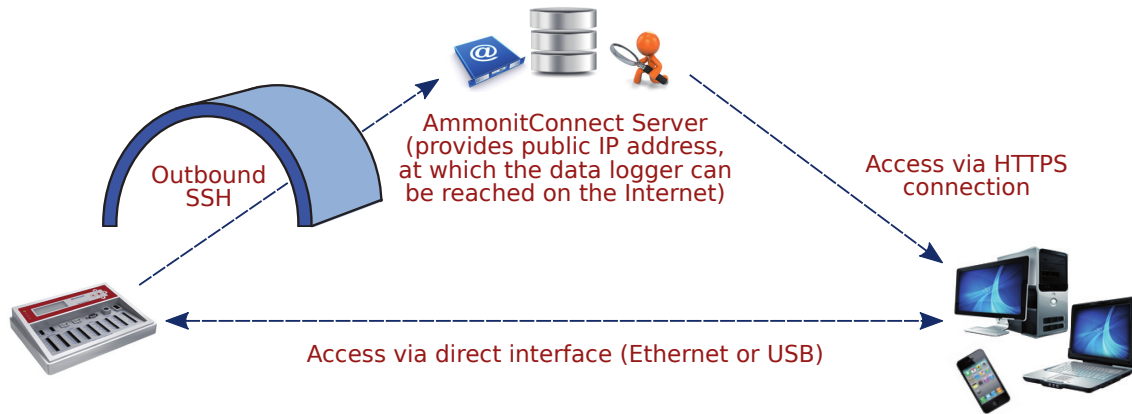 @
AmmonitConnect Server
(provides public IP address,
at which the data logger can
be reached on the Internet)
Outbound
SSH
Access via HTTPS
connection
Access via direct interface (Ethernet or USB)